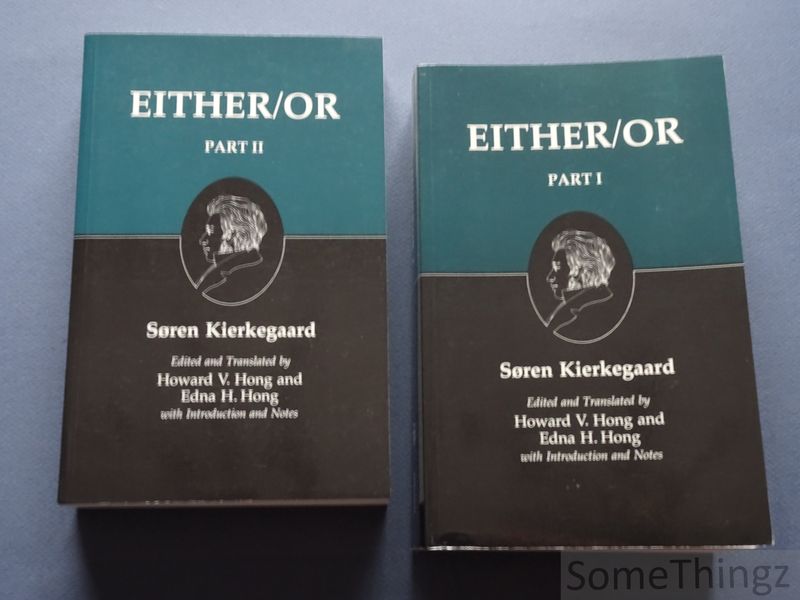 EITHER/OR
PART II
Søren Kierkegaard
Edited and Translated by
Howard V. Hong and
Edna H. Hong
with Introduction and Notes
EITHER/OR
PART I
Søren Kierkegaard
Edited and Translated by
Howard V. Hong and
Edna H. Hong
with Introduction and Notes
SomeThingz